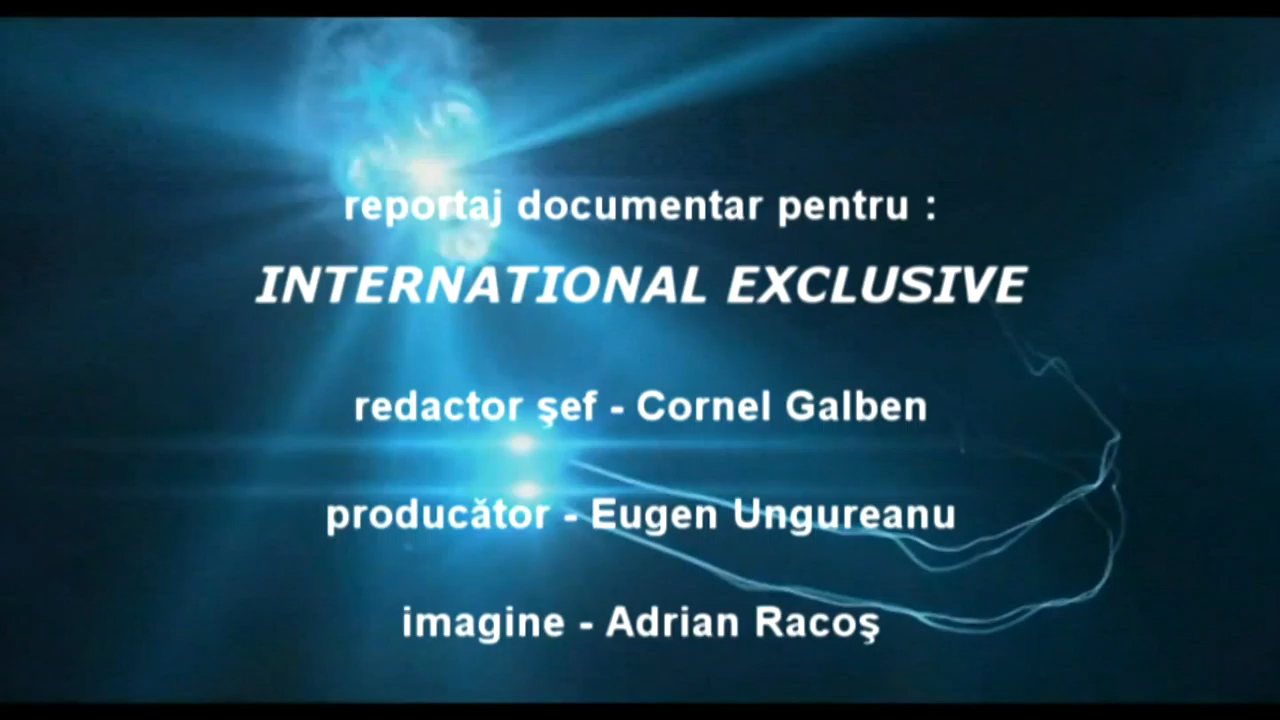 reportaj documentar pentru :
INTERNATIONAL EXCLUSIVE
redactor şef - Cornel Galben
producător - Eugen Ungureanu
imagine - Adrian Racoş